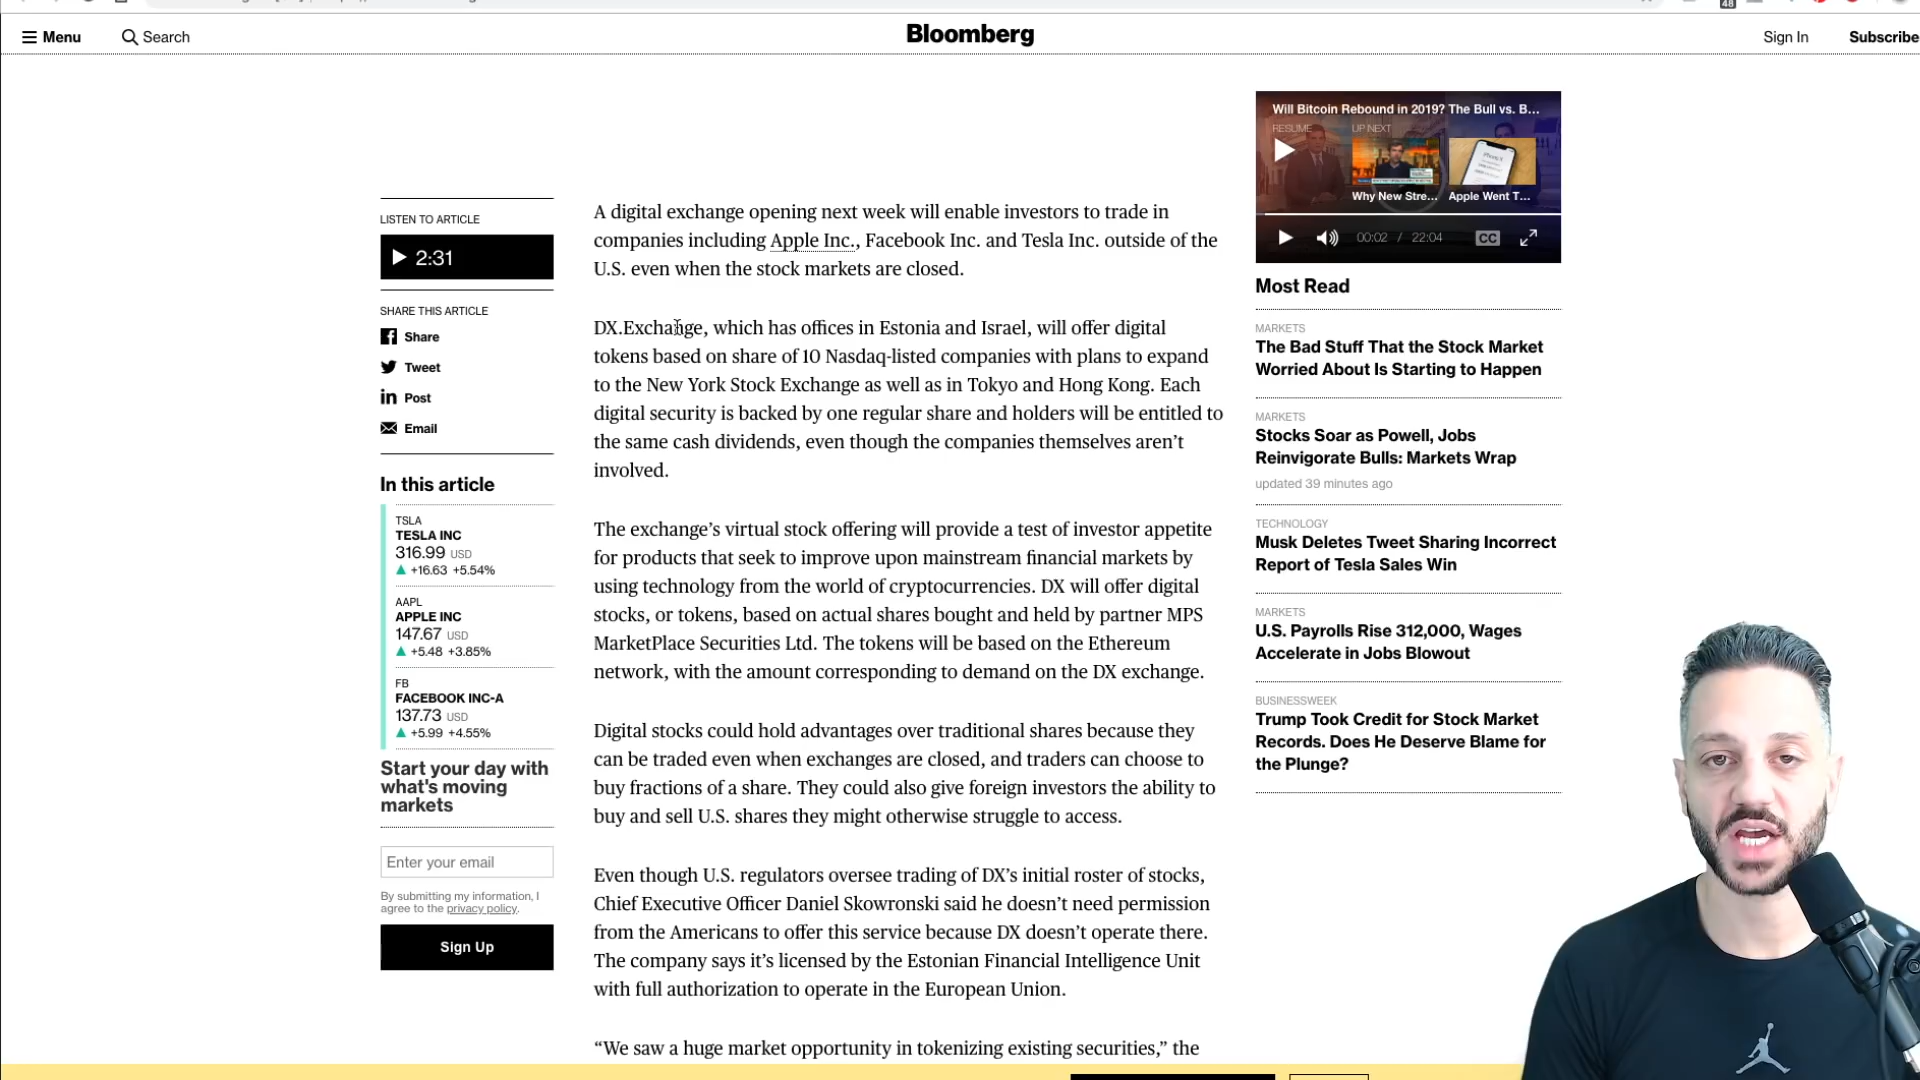 48
Menu
Search
Bloomberg
Sign In
Subscribe
LISTEN TO ARTICLE
2:31
SHARE THIS ARTICLE
Share
Tweet
Post
Email
In this article
TSLA
TESLA INC
316.99 USD
+16.63 +5.54%
AAPL
APPLE INC
147.67 USD
+5.48 +3.85%
FB
FACEBOOK INC-A
137.73 USD
+5.99 +4.55%
Start your day with
what's moving
markets
Enter your email
By submitting my information, I
agree to the privacy policy.
Sign Up
A digital exchange opening next week will enable investors to trade in
companies including Apple Inc., Facebook Inc. and Tesla Inc. outside of the
U.S. even when the stock markets are closed.
DX.Exchange, which has offices in Estonia and Israel, will offer digital
tokens based on share of 10 Nasdaq-listed companies with plans to expand
to the New York Stock Exchange as well as in Tokyo and Hong Kong. Each
digital security is backed by one regular share and holders will be entitled to
the same cash dividends, even though the companies themselves aren't
involved.
The exchange's virtual stock offering will provide a test of investor appetite
for products that seek to improve upon mainstream financial markets by
using technology from the world of cryptocurrencies. DX will offer digital
stocks, or tokens, based on actual shares bought and held by partner MPS
MarketPlace Securities Ltd. The tokens will be based on the Ethereum
network, with the amount corresponding to demand on the DX exchange.
Digital stocks could hold advantages over traditional shares because they
can be traded even when exchanges are closed, and traders can choose to
buy fractions of a share. They could also give foreign investors the ability to
buy and sell U.S. shares they might otherwise struggle to access.
Even though U.S. regulators oversee trading of DX's initial roster of stocks,
Chief Executive Officer Daniel Skowronski said he doesn't need permission
from the Americans to offer this service because DX doesn't operate there.
The company says it's licensed by the Estonian Financial Intelligence Unit
with full authorization to operate in the European Union.
“We saw a huge market opportunity in tokenizing existing securities,” the
Will Bitcoin Rebound in 2019? The Bull vs. B...
RESUME
UP NEXT
Why New Stre...
Apple Went T...
00:02 / 22:04
CC
Most Read
MARKETS
The Bad Stuff That the Stock Market
Worried About Is Starting to Happen
MARKETS
Stocks Soar as Powell, Jobs
Reinvigorate Bulls: Markets Wrap
updated 39 minutes ago
TECHNOLOGY
Musk Deletes Tweet Sharing Incorrect
Report of Tesla Sales Win
MARKETS
U.S. Payrolls Rise 312,000, Wages
Accelerate in Jobs Blowout
BUSINESSWEEK
Trump Took Credit for Stock Market
Records. Does He Deserve Blame for
the Plunge?